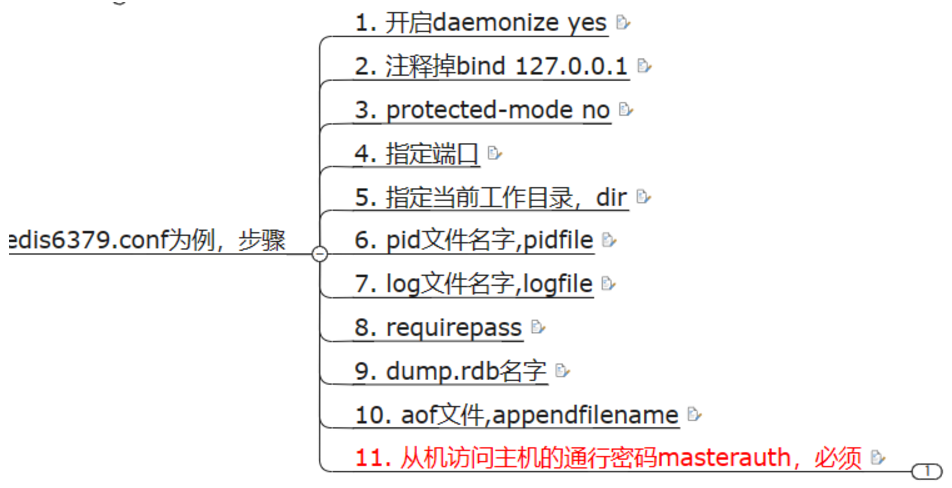 1. 开启daemonize yes
2. 注释掉bind 127.0.0.1
3. protected-mode no
4. 指定端口
5. 指定当前工作目录，dir
edis6379.conf为例，步骤
6. pid文件名字,pidfile
7. log文件名字,logfile
8. requirepass
9. dump.rdb名字
10. aof文件,appendfilename
11. 从机访问主机的通行密码masterauth，必须
1